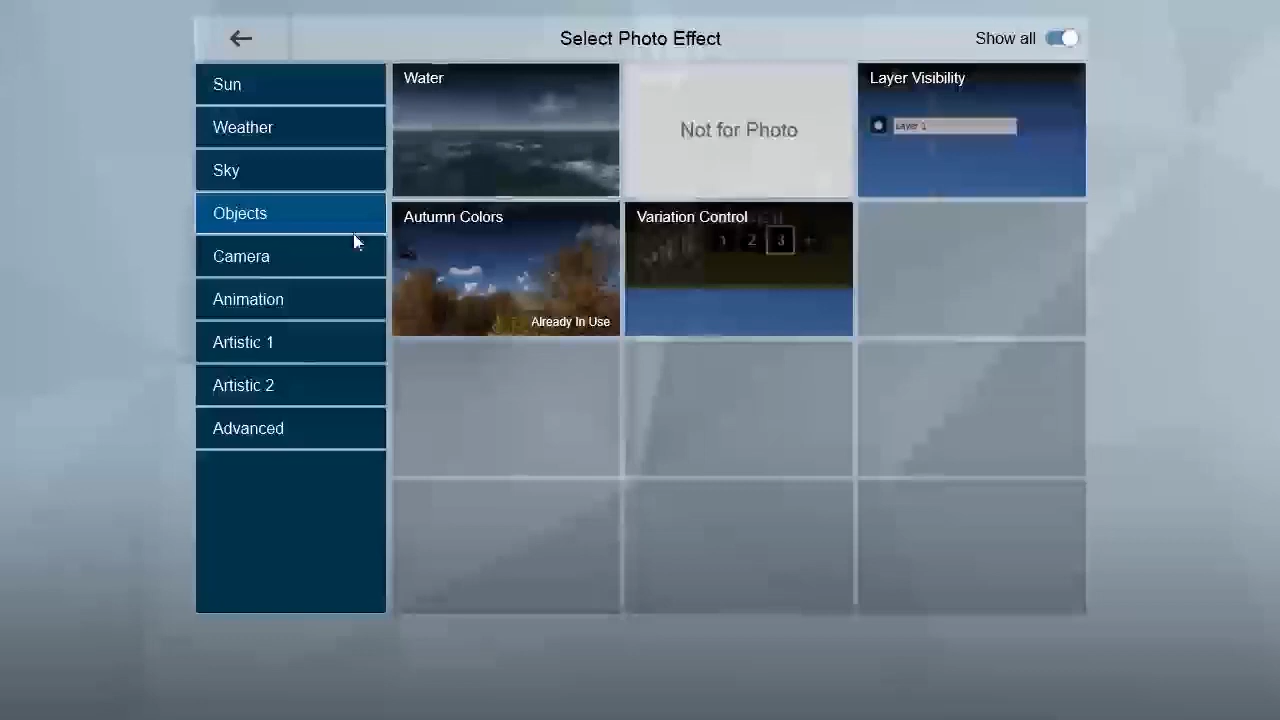 Select Photo Effect
Show all
Sun
Weather
Sky
Objects
Camera
Animation
Artistic 1
Artistic 2
Advanced
Water
Not for Photo
Layer Visibility
Layer 1
Autumn Colors
Already In Use
Variation Control
1 2 3 +